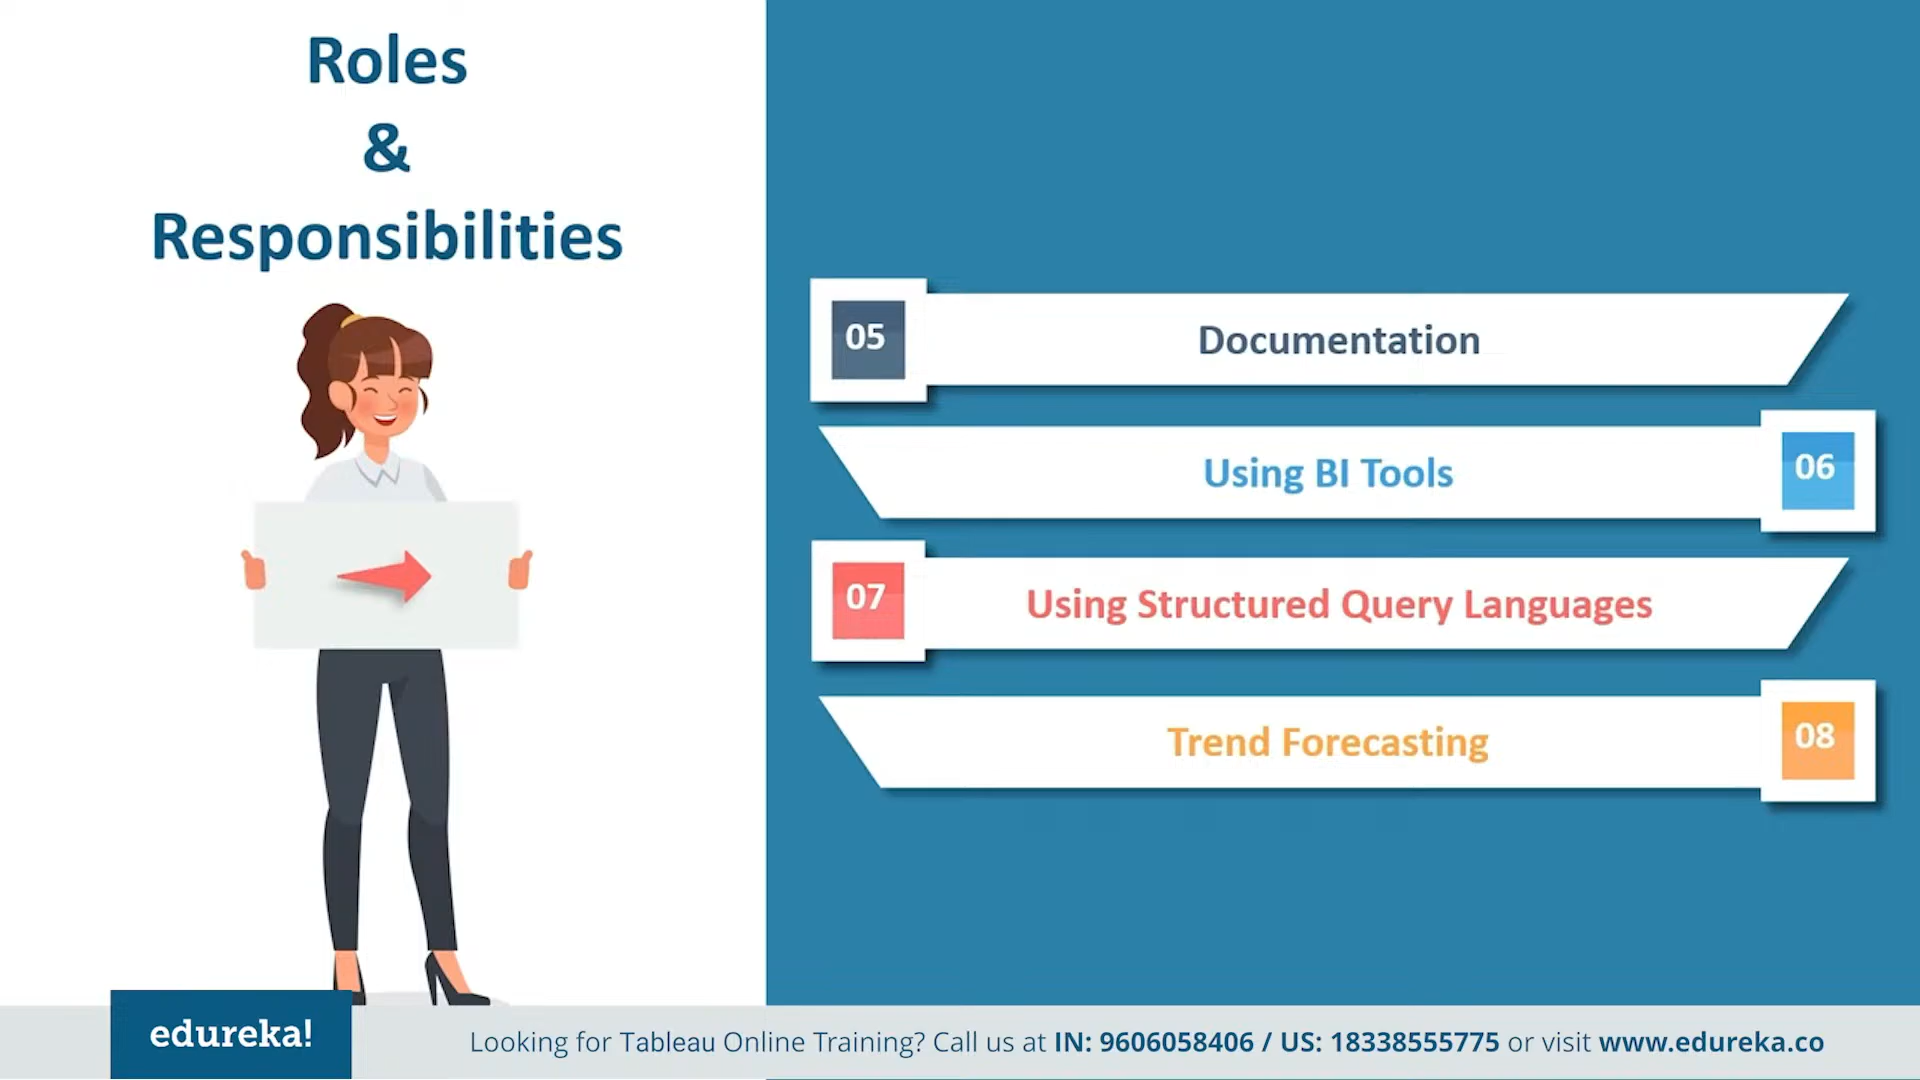 Roles
&
Responsibilities
05
Documentation
Using BI Tools
06
07
Using Structured Query Languages
Trend Forecasting
08
edureka!
Looking for Tableau Online Training? Call us at IN: 9606058406 / US: 18338555775 or visit www.edureka.co